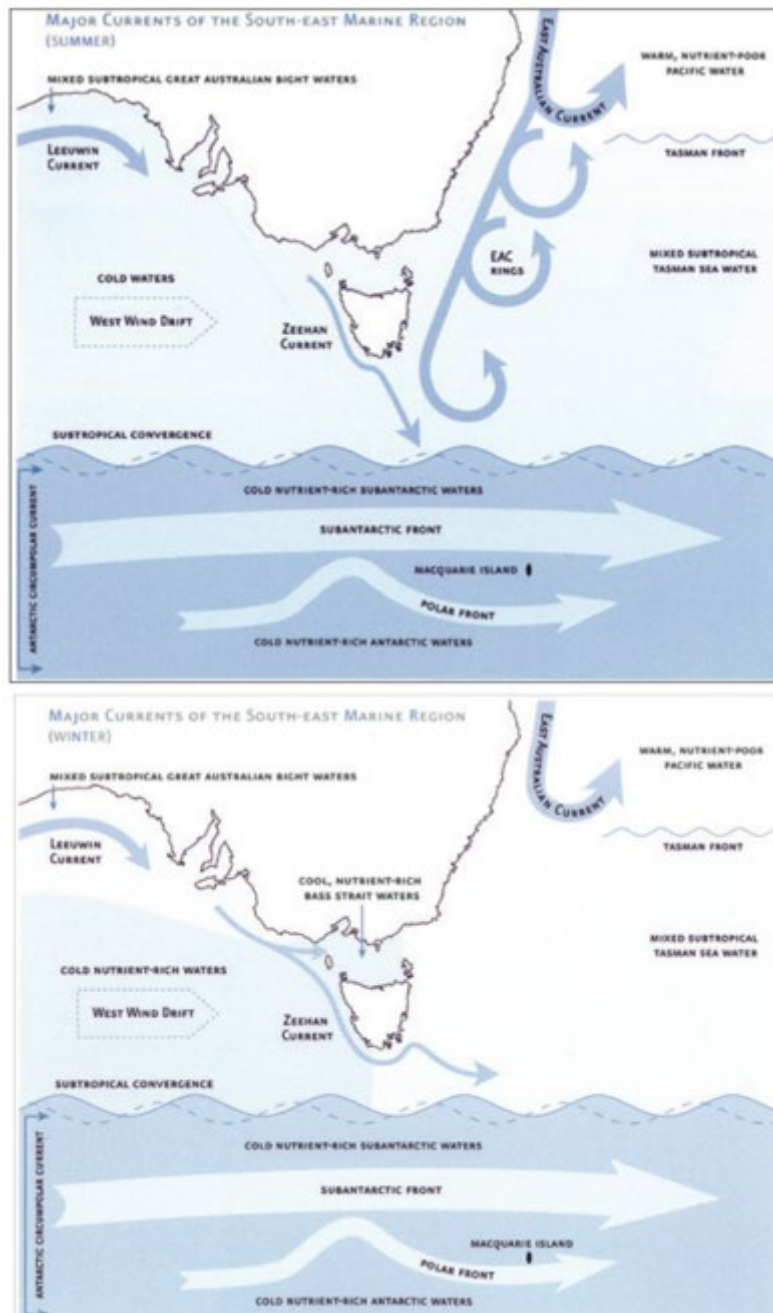 Major Currents of the South-east Marine Region
(summer)
Mixed subtropical Great Australian Bight waters
East Australian Current
Warm, nutrient-poor
Pacific water
Leeuwin
Current
Tasman Front
Cold waters
EAC
rings
Mixed subtropical
Tasman Sea water
West Wind Drift
Zeehan
Current
Subtropical Convergence
Antarctic Circumpolar Current
Cold nutrient-rich subantarctic waters
Subantarctic Front
Macquarie Island
Polar Front
Cold nutrient-rich Antarctic waters
Major Currents of the South-east Marine Region
(winter)
Mixed subtropical Great Australian Bight waters
East Australian Current
Warm, nutrient-poor
Pacific water
Leeuwin
Current
Tasman Front
Cool, nutrient-rich
Bass Strait waters
Mixed subtropical
Tasman Sea water
Cold nutrient-rich waters
West Wind Drift
Zeehan
Current
Subtropical Convergence
Antarctic Circumpolar Current
Cold nutrient-rich subantarctic waters
Subantarctic Front
Macquarie Island
Polar Front
Cold nutrient-rich Antarctic waters